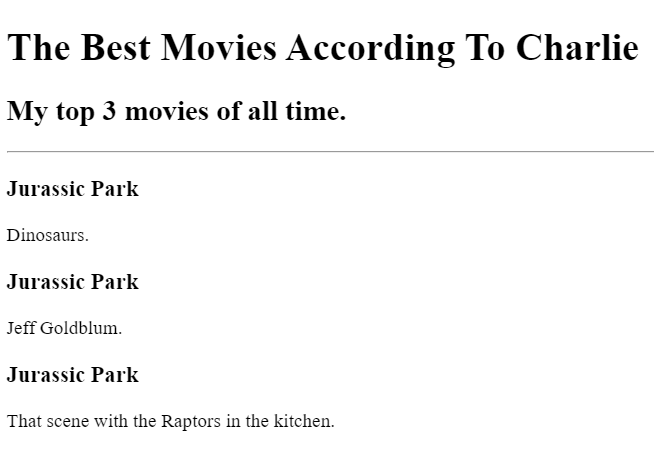 The Best Movies According To Charlie
My top 3 movies of all time.
Jurassic Park
Dinosaurs.
Jurassic Park
Jeff Goldblum.
Jurassic Park
That scene with the Raptors in the kitchen.